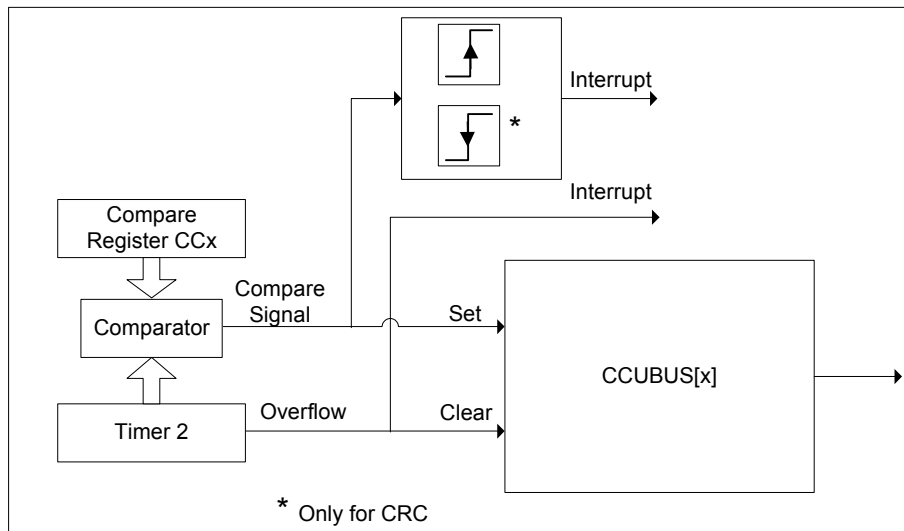 Interrupt
*
Interrupt
Compare
Register CCx
Compare
Signal
Set
Comparator
CCUBUS[x]
Overflow
Clear
Timer 2
* Only for CRC